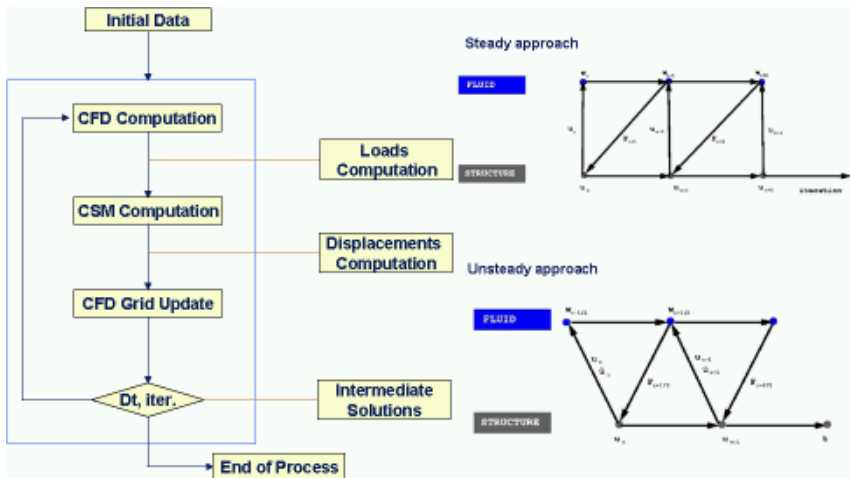 Initial Data
CFD Computation
Loads
Computation
CSM Computation
Displacements
Computation
CFD Grid Update
Dt, iter.
Intermediate
Solutions
End of Process
Steady approach
FLUID
STRUCTURE
iteration
Unsteady approach
FLUID
STRUCTURE